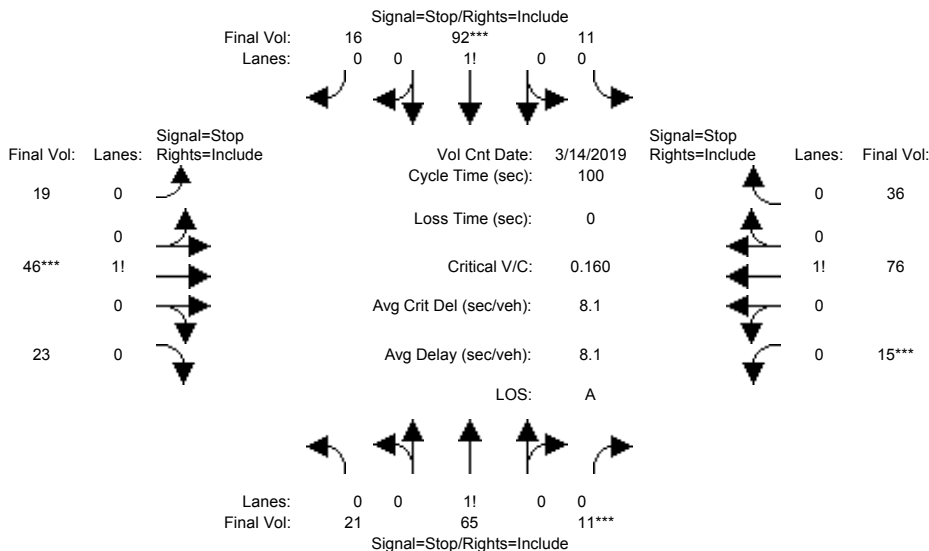 Signal=Stop/Rights=Include
Final Vol: 16 92*** 11
Lanes: 0 0 1! 0 0
Signal=Stop Signal=Stop
Final Vol: Lanes: Rights=Include Vol Cnt Date: 3/14/2019 Rights=Include Lanes: Final Vol:
Cycle Time (sec): 100
19 0 0 36
Loss Time (sec): 0
0 0
46*** 1! Critical V/C: 0.160 1! 76
0 Avg Crit Del (sec/veh): 8.1 0
23 0 Avg Delay (sec/veh): 8.1 0 15***
LOS: A
Lanes: 0 0 1! 0 0
Final Vol: 21 65 11***
Signal=Stop/Rights=Include